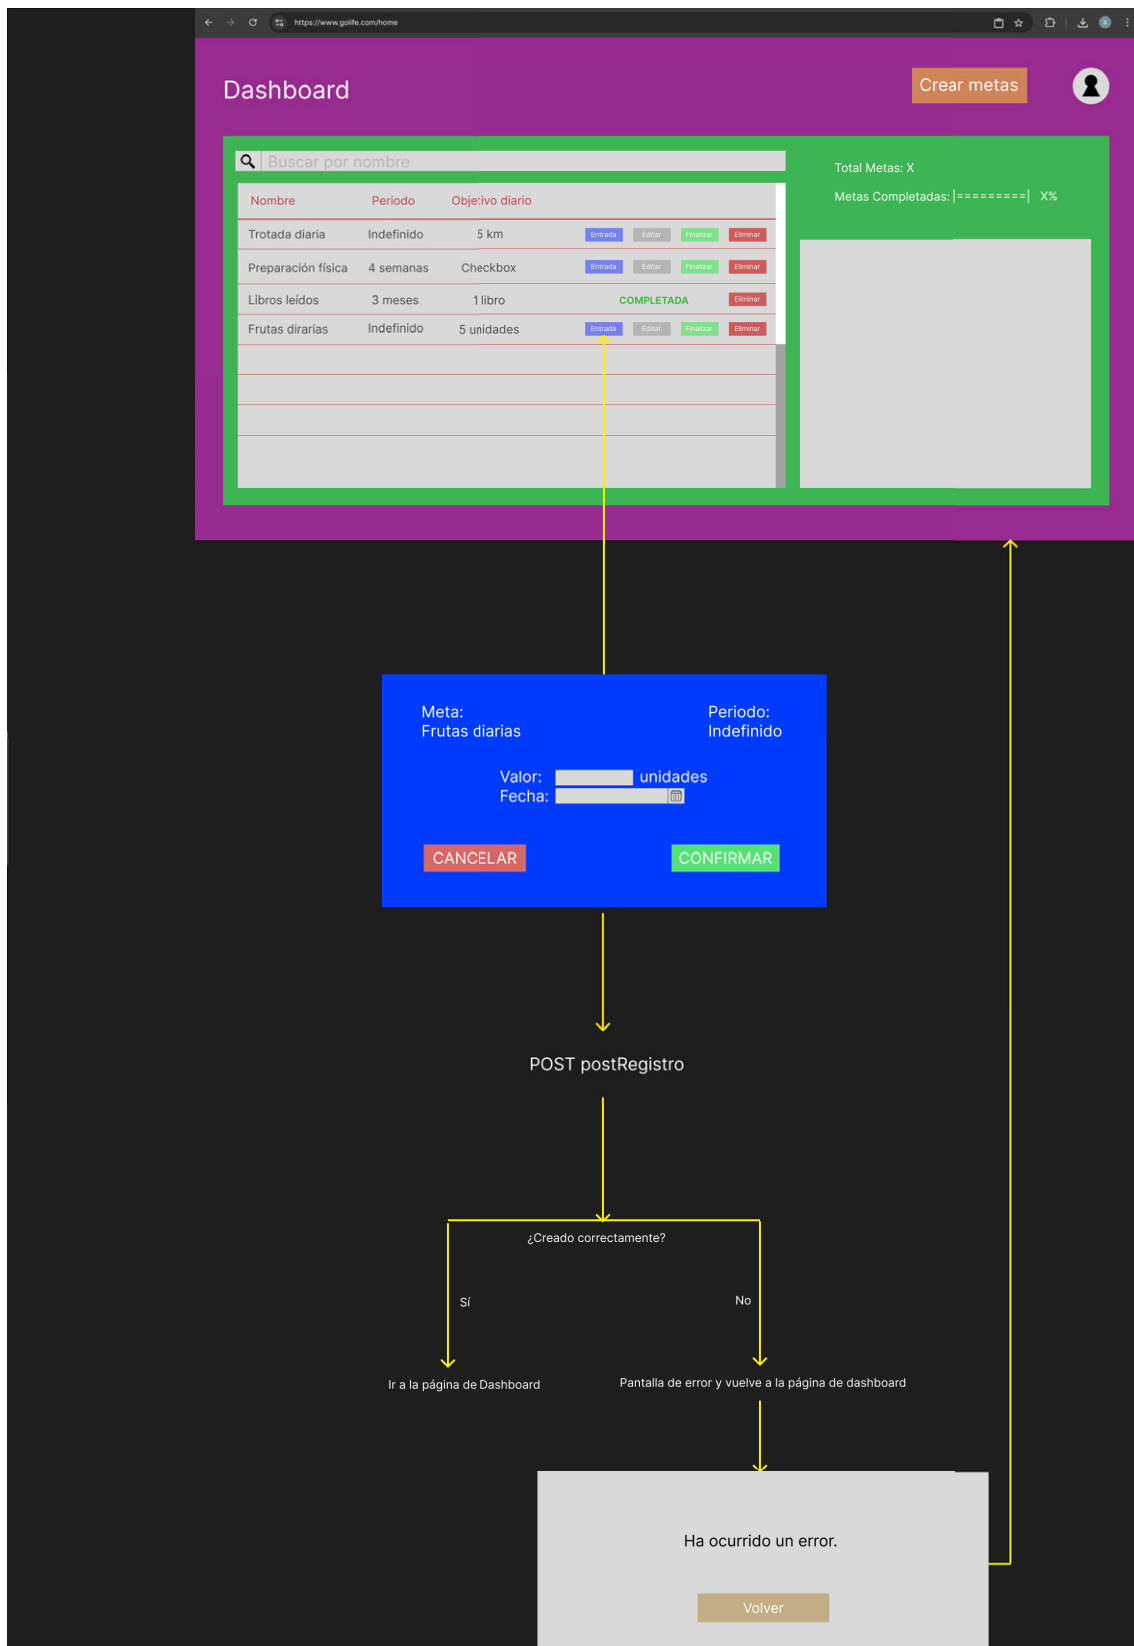 https://www.golife.com/home
Dashboard
Crear metas
Buscar por nombre
Total Metas: X
Metas Completadas: |=========| X%
Nombre Periodo Objetivo diario
Trotada diaria Indefinido 5 km Entrada Editar Finalizar Eliminar
Preparación física 4 semanas Checkbox Entrada Editar Finalizar Eliminar
Libros leídos 3 meses 1 libro COMPLETADA Eliminar
Frutas dirarias Indefinido 5 unidades Entrada Editar Finalizar Eliminar
Meta: Periodo:
Frutas diarias Indefinido
Valor: unidades
Fecha:
CANCELAR CONFIRMAR
POST postRegistro
¿Creado correctamente?
Sí No
Ir a la página de Dashboard Pantalla de error y vuelve a la página de dashboard
Ha ocurrido un error.
Volver